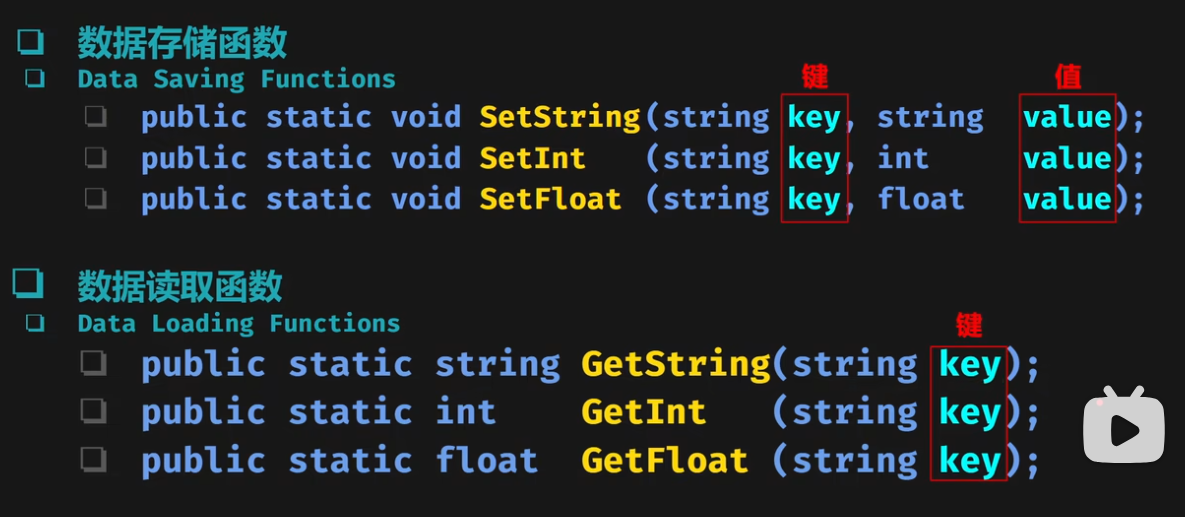 数据存储函数
Data Saving Functions
键 值
public static void SetString(string key, string value);
public static void SetInt (string key, int value);
public static void SetFloat (string key, float value);
数据读取函数
Data Loading Functions
键
public static string GetString(string key);
public static int GetInt (string key);
public static float GetFloat (string key);